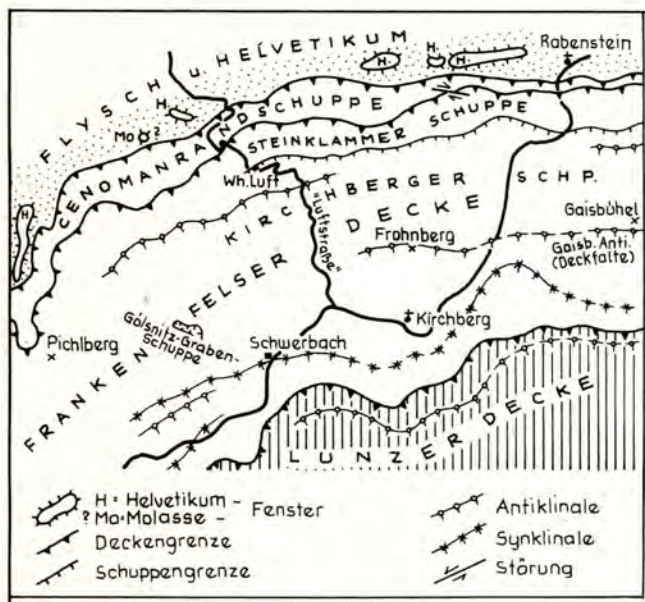 FLYSCH u. HELVETIKUM
H
H
H
Rabenstein
H
Mo ?
CENOMANRANDSCHUPPE
STEINKLAMMER SCHUPPE
Wh. Luft
KIRCHBERGER SCHP.
DECKE
"Luftstraße"
Gaisbühel
Frohnberg
Gaisb. Anti.
(Deckfalte)
H
FRANKENFELSER
Kirchberg
Pichlberg
Gölsnitz-Graben-
Schuppe
Schwerbach
LUNZER DECKE
H = Helvetikum -
? Mo = Molasse - Fenster
Deckengrenze
Schuppengrenze
Antiklinale
Synklinale
Störung